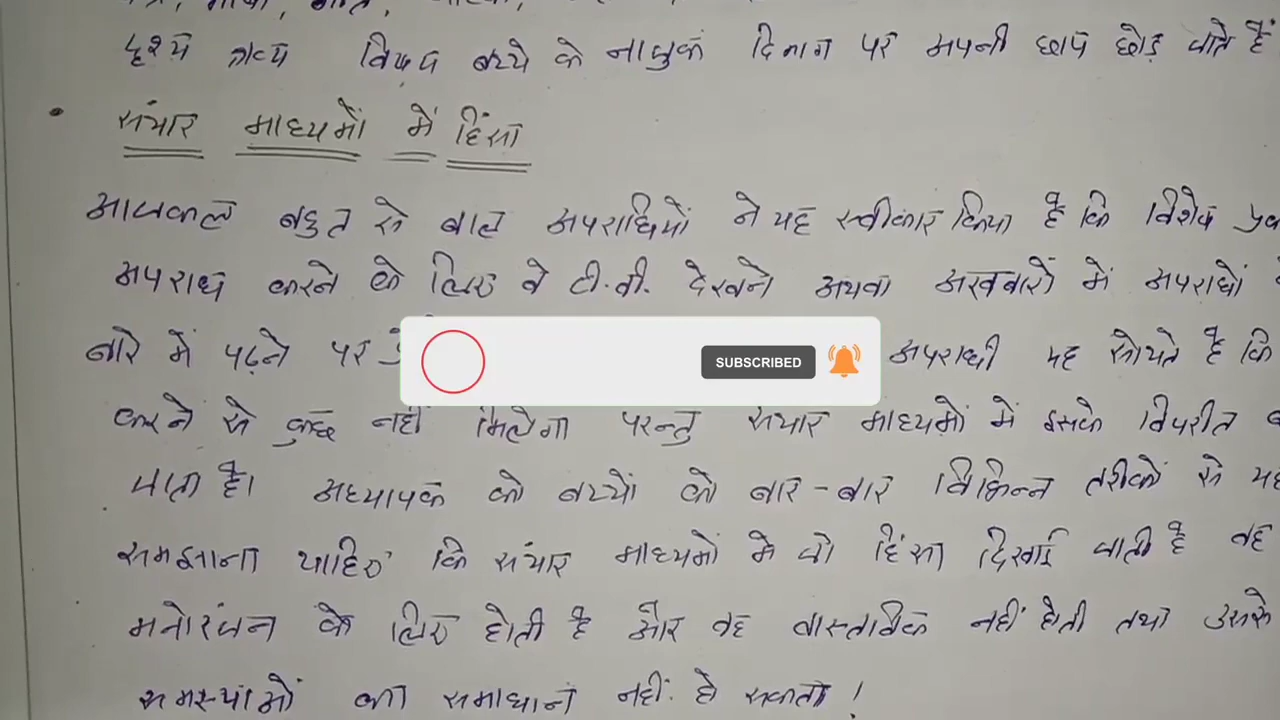 दृश्य श्रव्य विषय बच्चे के नाजुक दिमाग पर अपनी छाप छोड़ जाते हैं
• संचार माध्यमों में हिंसा
आजकल बहुत से बाल अपराधियों ने यह स्वीकार किया है कि विशेष
अपराध करने के लिए वे टी.वी. देखने अथवा अखबारों में अपराधों
बारे में पढ़ने पर अपराधी यह सोचते है कि
SUBSCRIBED
करने से कुछ नहीं मिलेगा परन्तु संचार माध्यमों में इसके विपरीत
जाता है। अध्यापक को बच्चों को बार-बार विभिन्न तरीकों से यह
समझाना चाहिए कि संचार माध्यमों मे जो हिंसा दिखाई जाती है वह
मनोरंजन के लिए होती है और वह वास्तविक नहीं होती तथा उससे
समस्याओं का समाधान नहीं हो सकता!